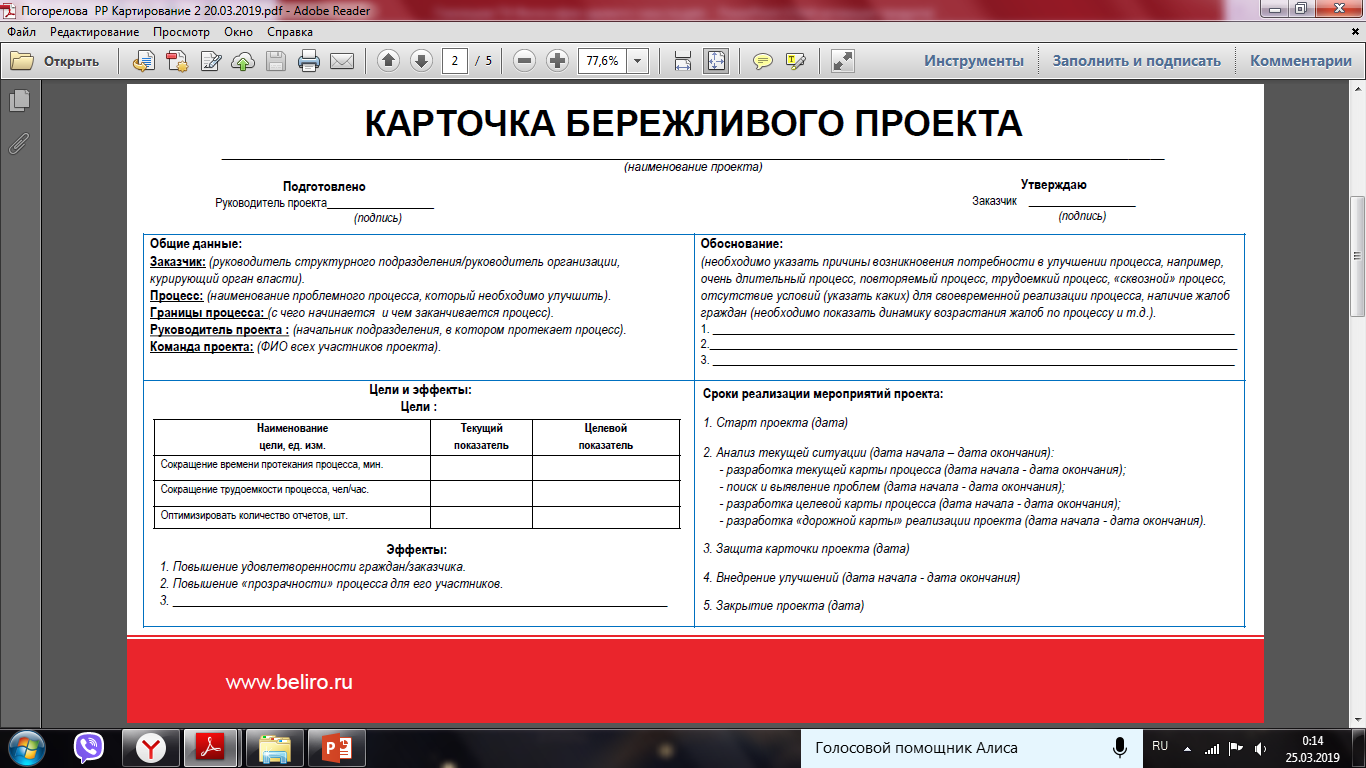 Погорелова РР Картирование 2 20.03.2019.pdf - Adobe Reader
Файл Редактирование Просмотр Окно Справка
Открыть 2 / 5 77,6% Инструменты Заполнить и подписать Комментарии
КАРТОЧКА БЕРЕЖЛИВОГО ПРОЕКТА
(наименование проекта)
Подготовлено
Руководитель проекта________________
(подпись)
Утверждаю
Заказчик ________________
(подпись)
Общие данные:
Заказчик: (руководитель структурного подразделения/руководитель организации,
курирующий орган власти).
Процесс: (наименование проблемного процесса, который необходимо улучшить).
Границы процесса: (с чего начинается и чем заканчивается процесс).
Руководитель проекта : (начальник подразделения, в котором протекает процесс).
Команда проекта: (ФИО всех участников проекта).
Обоснование:
(необходимо указать причины возникновения потребности в улучшении процесса, например,
очень длительный процесс, повторяемый процесс, трудоемкий процесс, «сквозной» процесс,
отсутствие условий (указать каких) для своевременной реализации процесса, наличие жалоб
граждан (необходимо показать динамику возрастания жалоб по процессу и т.д.).
1. ________________
2.________________
3. ________________
Цели и эффекты:
Цели :
Наименование цели, ед. изм. Текущий показатель Целевой показатель
Сокращение времени протекания процесса, мин.
Сокращение трудоемкости процесса, чел/час.
Оптимизировать количество отчетов, шт.
Эффекты:
1. Повышение удовлетворенности граждан/заказчика.
2. Повышение «прозрачности» процесса для его участников.
3. ________________
Сроки реализации мероприятий проекта:
1. Старт проекта (дата)
2. Анализ текущей ситуации (дата начала – дата окончания):
- разработка текущей карты процесса (дата начала - дата окончания);
- поиск и выявление проблем (дата начала - дата окончания);
- разработка целевой карты процесса (дата начала - дата окончания);
- разработка «дорожной карты» реализации проекта (дата начала - дата окончания).
3. Защита карточки проекта (дата)
4. Внедрение улучшений (дата начала - дата окончания)
5. Закрытие проекта (дата)
www.beliro.ru
Голосовой помощник Алиса
RU
0:14
25.03.2019